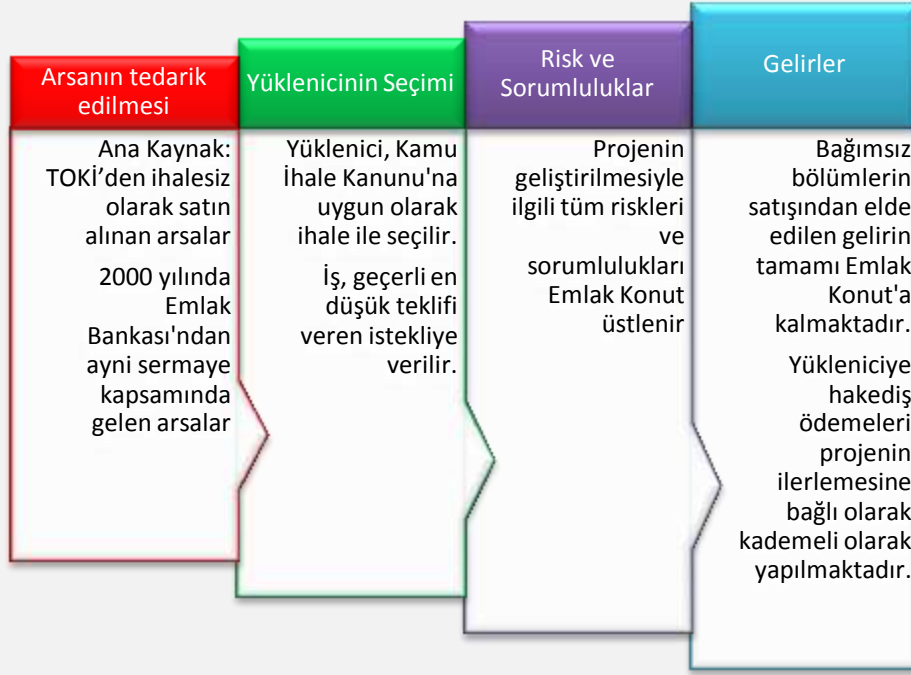 Arsanın tedarik
edilmesi
Ana Kaynak:
TOKİ’den ihalesiz
olarak satın
alınan arsalar
2000 yılında
Emlak
Bankası'ndan
ayni sermaye
kapsamında
gelen arsalar
Yüklenicinin Seçimi
Yüklenici, Kamu
İhale Kanunu'na
uygun olarak
ihale ile seçilir.
İş, geçerli en
düşük teklifi
veren istekliye
verilir.
Risk ve
Sorumluluklar
Projenin
geliştirilmesiyle
ilgili tüm riskleri
ve
sorumlulukları
Emlak Konut
üstlenir
Gelirler
Bağımsız
bölümlerin
satışından elde
edilen gelirin
tamamı Emlak
Konut'a
kalmaktadır.
Yükleniciye
hakediş
ödemeleri
projenin
ilerlemesine
bağlı olarak
kademeli olarak
yapılmaktadır.